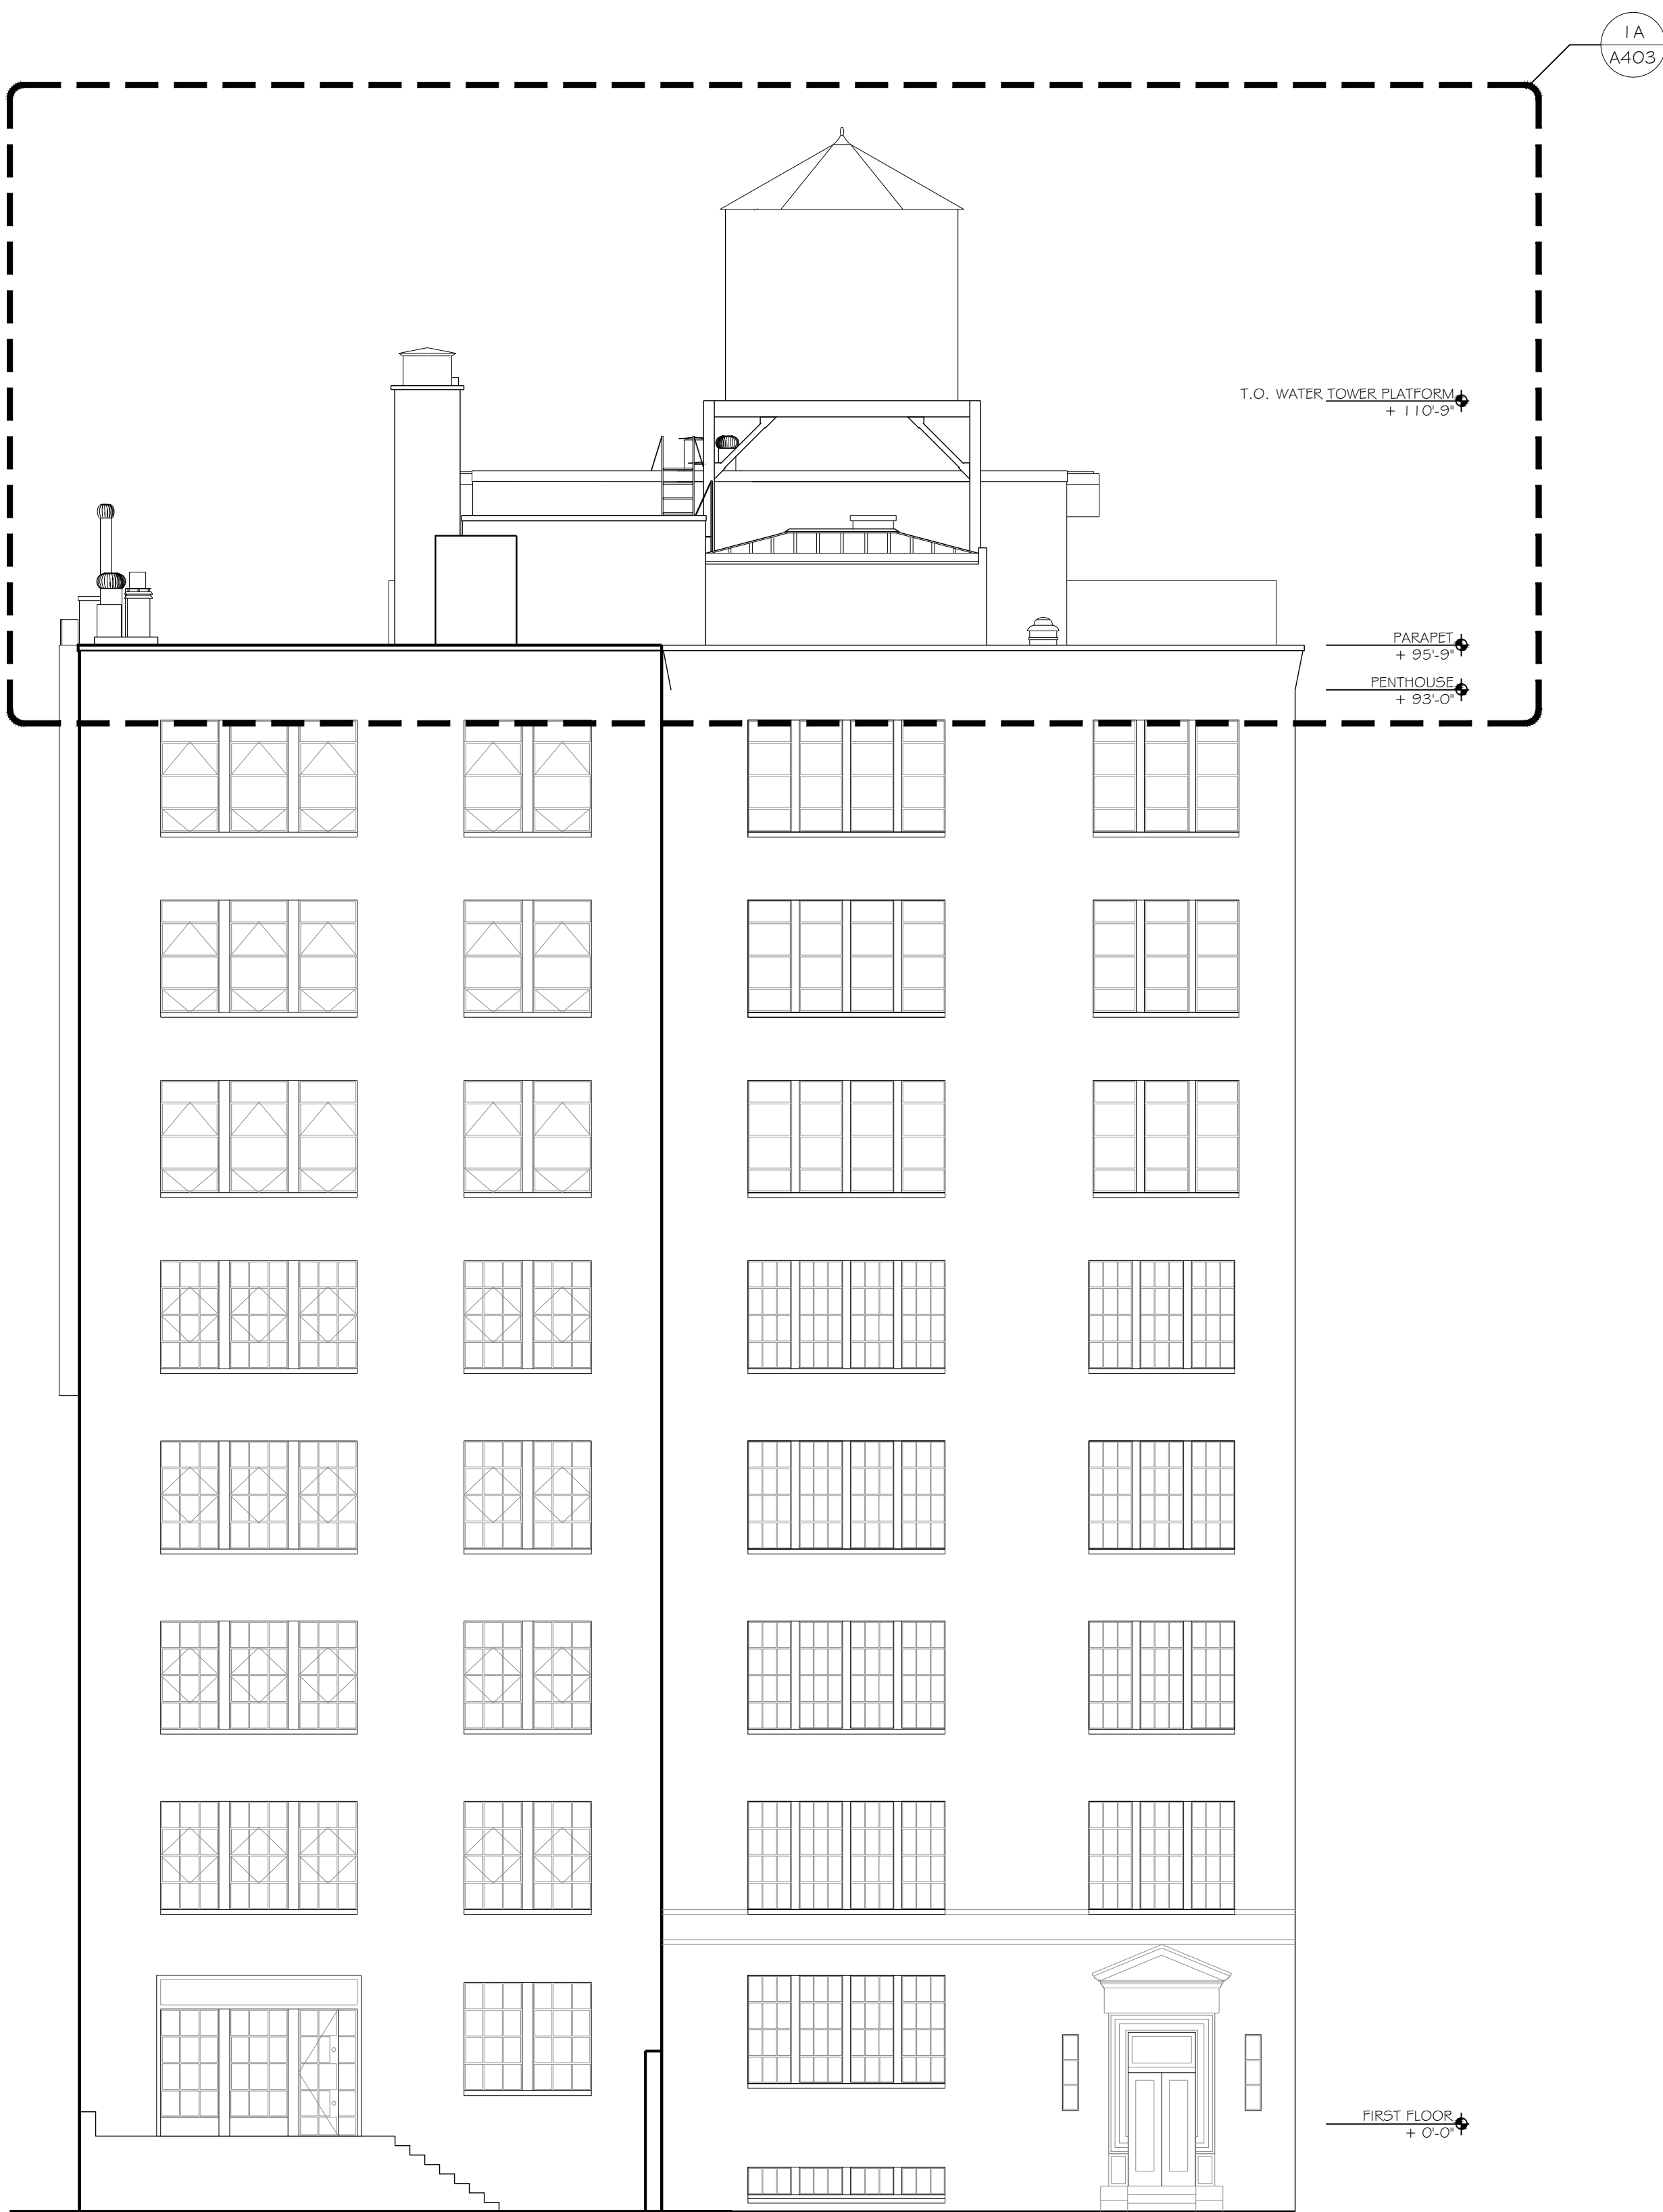 1A
A403
T.O. WATER TOWER PLATFORM
+ 110'-9"
PARAPET
+ 95'-9"
PENTHOUSE
+ 93'-0"
FIRST FLOOR
+ 0'-0"